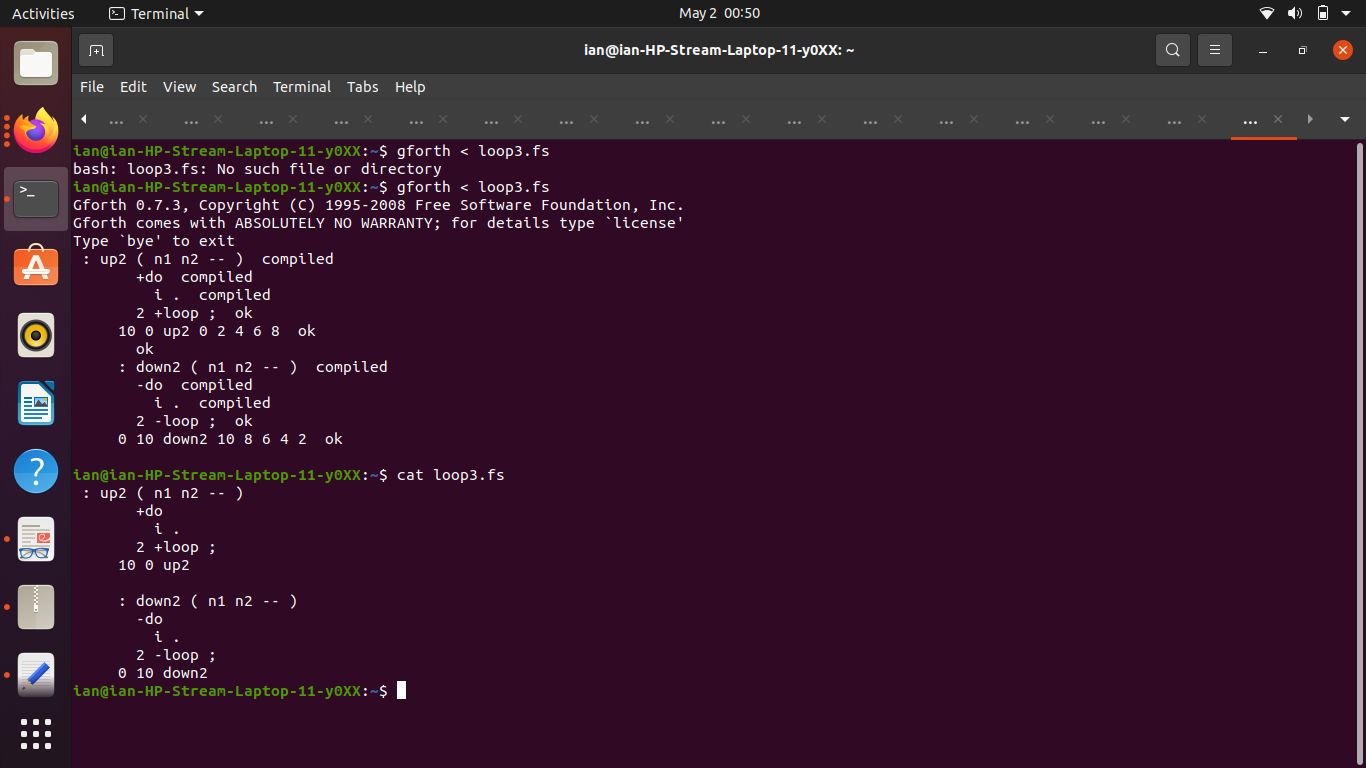 Activities Terminal May 2 00:50
ian@ian-HP-Stream-Laptop-11-y0XX: ~
File Edit View Search Terminal Tabs Help
... ... ... ... ... ... ... ... ... ... ... ... ... ... ... ...
ian@ian-HP-Stream-Laptop-11-y0XX:~$ gforth < loop3.fs
bash: loop3.fs: No such file or directory
ian@ian-HP-Stream-Laptop-11-y0XX:~$ gforth < loop3.fs
Gforth 0.7.3, Copyright (C) 1995-2008 Free Software Foundation, Inc.
Gforth comes with ABSOLUTELY NO WARRANTY; for details type `license'
Type `bye' to exit
 : up2 ( n1 n2 -- )  compiled
       +do  compiled
         i .  compiled
       2 +loop ;  ok
     10 0 up2 0 2 4 6 8  ok
       ok
     : down2 ( n1 n2 -- )  compiled
       -do  compiled
         i .  compiled
       2 -loop ;  ok
     0 10 down2 10 8 6 4 2  ok
ian@ian-HP-Stream-Laptop-11-y0XX:~$ cat loop3.fs
 : up2 ( n1 n2 -- )
       +do
         i .
       2 +loop ;
     10 0 up2
     : down2 ( n1 n2 -- )
       -do
         i .
       2 -loop ;
     0 10 down2
ian@ian-HP-Stream-Laptop-11-y0XX:~$